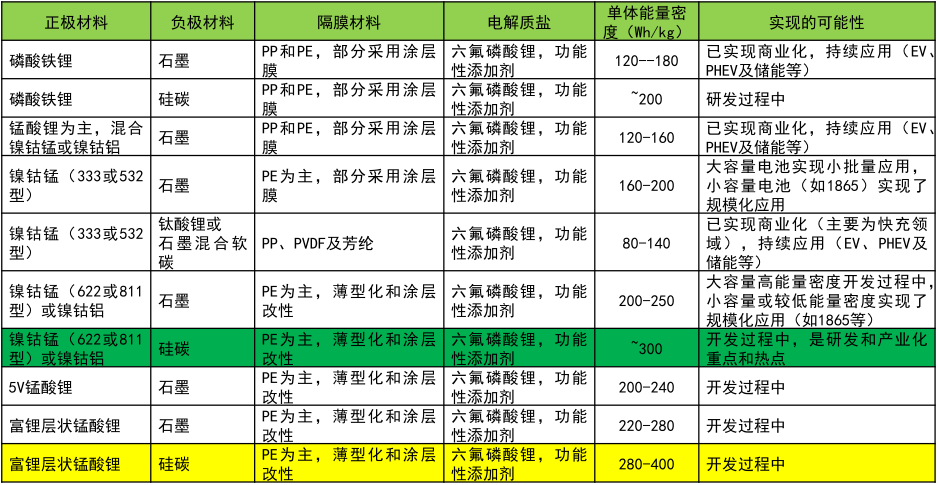 正极材料 负极材料 隔膜材料 电解质盐 单体能量密度（Wh/kg） 实现的可能性
磷酸铁锂 石墨 PP和PE，部分采用涂层膜 六氟磷酸锂，功能性添加剂 120--180 已实现商业化，持续应用（EV、PHEV及储能等）
磷酸铁锂 硅碳 PP和PE，部分采用涂层膜 六氟磷酸锂，功能性添加剂 ~200 研发过程中
锰酸锂为主，混合镍钴锰或镍钴铝 石墨 PP和PE，部分采用涂层膜 六氟磷酸锂，功能性添加剂 120-160 已实现商业化，持续应用（EV、PHEV及储能等）
镍钴锰（333或532型） 石墨 PE为主，部分采用涂层膜 六氟磷酸锂，功能性添加剂 160-200 大容量电池实现小批量应用，小容量电池（如1865）实现了规模化应用
镍钴锰（333或532型） 钛酸锂或石墨混合软碳 PP、PVDF及芳纶 六氟磷酸锂，功能性添加剂 80-140 已实现商业化（主要为快充领域），持续应用（EV、PHEV及储能等）
镍钴锰（622或811型）或镍钴铝 石墨 PE为主，薄型化和涂层改性 六氟磷酸锂，功能性添加剂 200-250 大容量高能量密度开发过程中，小容量或较低能量密度实现了规模化应用（如1865等）
镍钴锰（622或811型）或镍钴铝 硅碳 PE为主，薄型化和涂层改性 六氟磷酸锂，功能性添加剂 ~300 开发过程中，是研发和产业化重点和热点
5V锰酸锂 石墨 PE为主，薄型化和涂层改性 六氟磷酸锂，功能性添加剂 200-240 开发过程中
富锂层状锰酸锂 石墨 PE为主，薄型化和涂层改性 六氟磷酸锂，功能性添加剂 220-280 开发过程中
富锂层状锰酸锂 硅碳 PE为主，薄型化和涂层改性 六氟磷酸锂，功能性添加剂 280-400 开发过程中